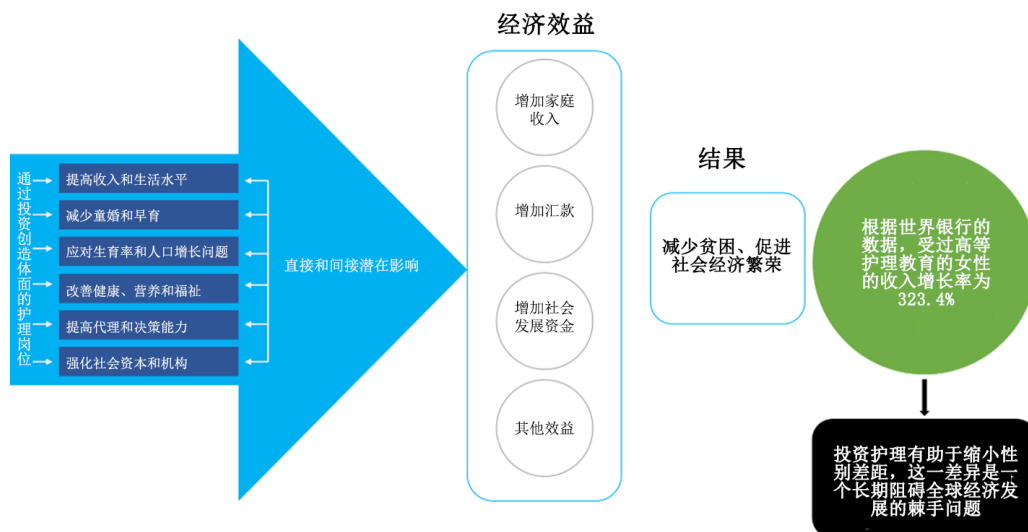 经济效益
增加家庭
收入
增加汇款
增加社会
发展资金
其他效益
通过投资创造体面的护理岗位
提高收入和生活水平
减少童婚和早育
应对生育率和人口增长问题
改善健康、营养和福祉
提高代理和决策能力
强化社会资本和机构
直接和间接潜在影响
结果
减少贫困、促进
社会经济繁荣
根据世界银行的
数据，受过高等
护理教育的女性
的收入增长率为
323.4%
投资护理有助于缩小性
别差距，这一差异是一
个长期阻碍全球经济发
展的棘手问题